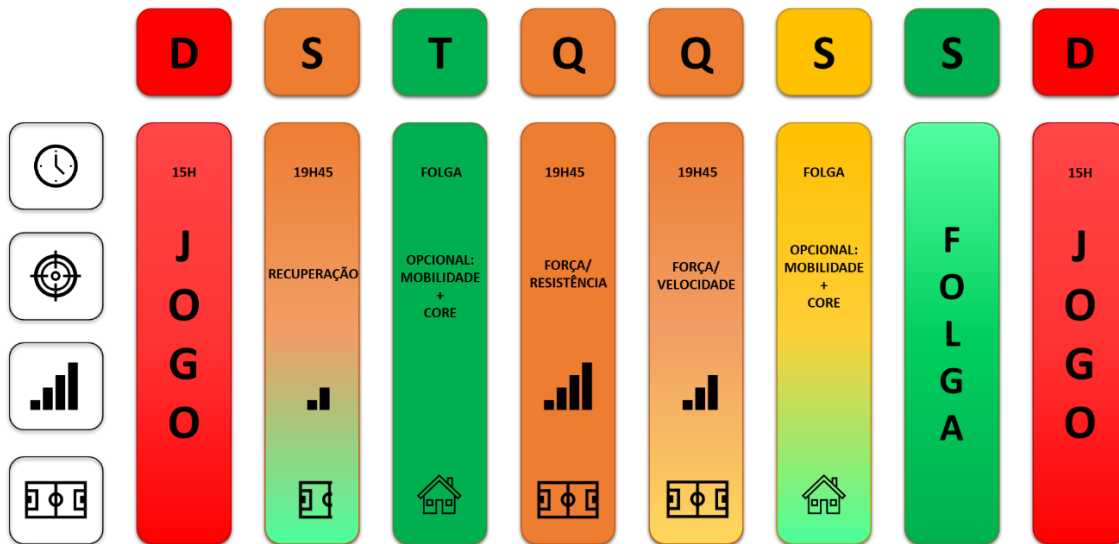 D S T Q Q S S D
15H
J
O
G
O
19H45
RECUPERAÇÃO
FOLGA
OPCIONAL:
MOBILIDADE
+
CORE
19H45
FORÇA/
RESISTÊNCIA
19H45
FORÇA/
VELOCIDADE
FOLGA
OPCIONAL:
MOBILIDADE
+
CORE
F
O
L
G
A
15H
J
O
G
O